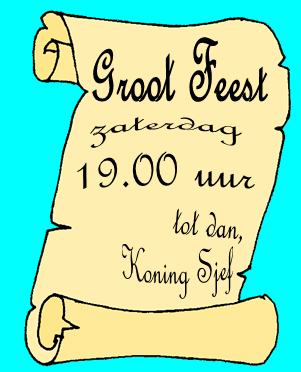 Groot Feest
zaterdag
19.00 uur
tot dan,
Koning Sjef